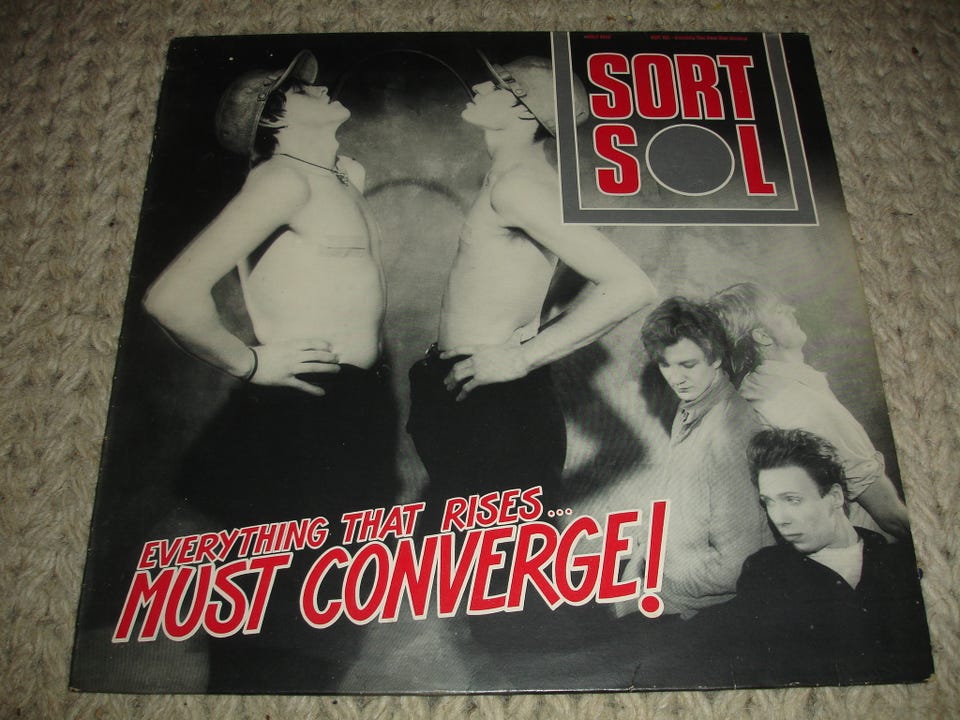 SORT
SOL
EVERYTHING THAT RISES...
MUST CONVERGE!